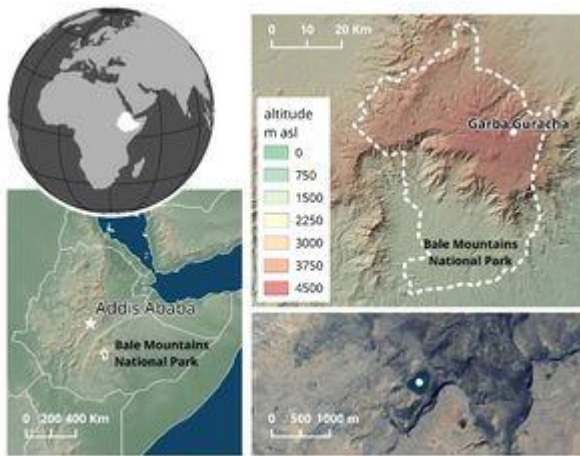 0 10 20 Km
Garba Guracha
altitude
m asl
0
750
1500
2250
3000
3750
4500
Bale Mountains
National Park
Addis Ababa
Bale Mountains
National Park
0 200 400 Km
0 500 1000 m